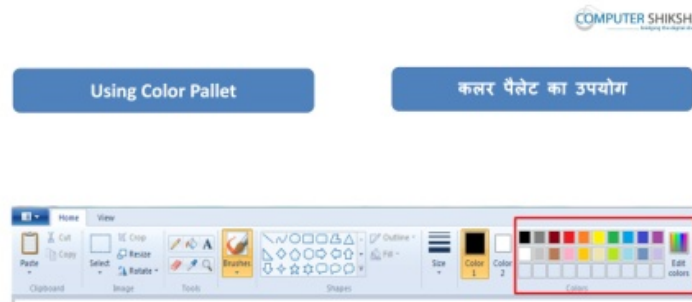 COMPUTER SHIKSH
Using Color Pallet
कलर पैलेट का उपयोग
Home View
Paste
Cut
Copy
Clipboard
Select
Crop
Resize
Rotate
Image
A
Tools
Brushes
Outline
Fill
Shapes
Size
Color 1
Color 2
Edit colors
Colors